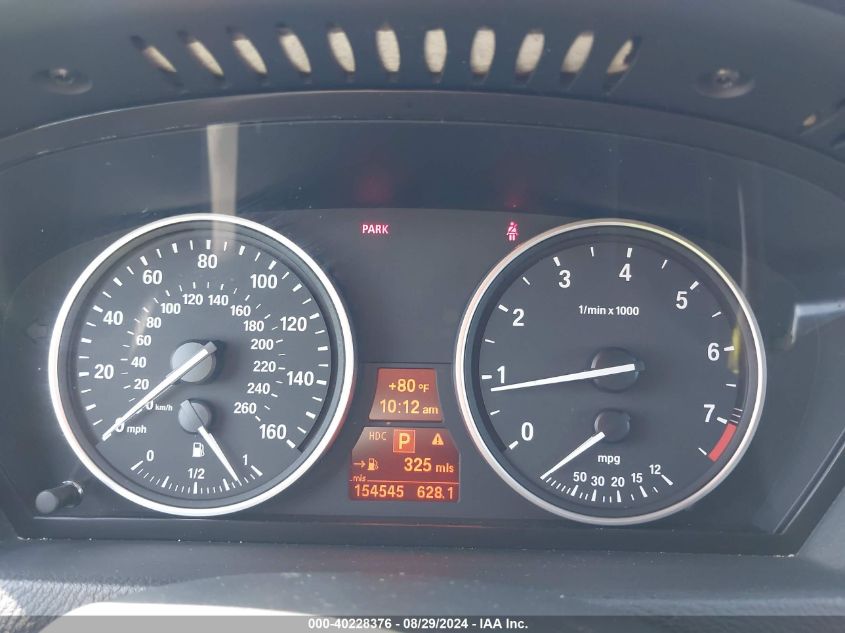 PARK
20 40 60 80 100 120 140 160
20 40 60 80 100 120 140 160 180 200 220 240 260
0 km/h
0 mph
0 1/2 1
+80 °F
10:12 am
HDC P
325 mls
mls
154545 628.1
0 1 2 3 4 5 6 7
1/min x 1000
mpg
50 30 20 15 12
000-40228376 - 08/29/2024 - IAA Inc.